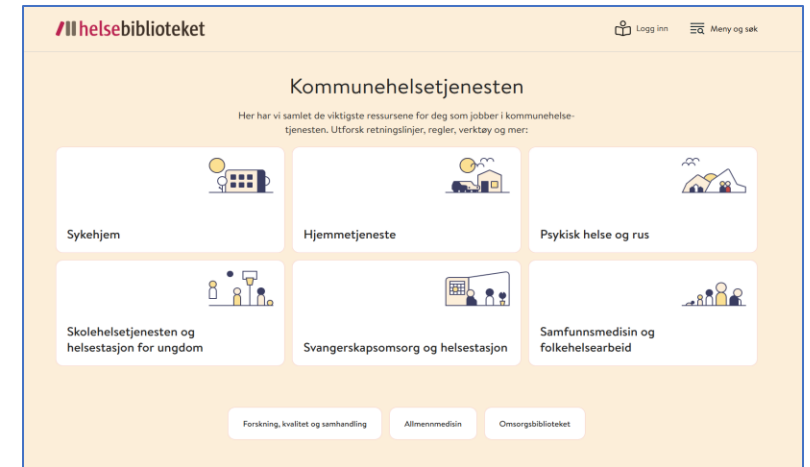 helsebiblioteket
Logg inn
Meny og søk
Kommunehelsetjenesten
Her har vi samlet de viktigste ressursene for deg som jobber i kommunehelse-
tjenesten. Utforsk retningslinjer, regler, verktøy og mer:
Sykehjem
Hjemmetjeneste
Psykisk helse og rus
Skolehelsetjenesten og
helsestasjon for ungdom
Svangerskapsomsorg og helsestasjon
Samfunnsmedisin og
folkehelsearbeid
Forskning, kvalitet og samhandling
Allmennmedisin
Omsorgsbiblioteket